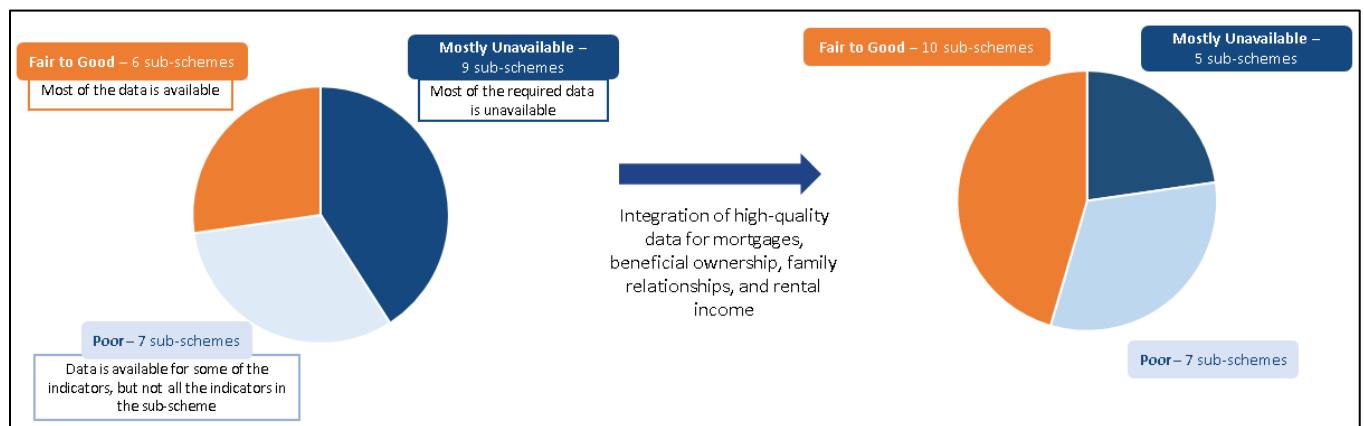 Fair to Good – 6 sub-schemes
Most of the data is available
Mostly Unavailable –
9 sub-schemes
Most of the required data
is unavailable
Poor – 7 sub-schemes
Data is available for some of the
indicators, but not all the indicators in
the sub-scheme
Integration of high-quality
data for mortgages,
beneficial ownership, family
relationships, and rental
income
Fair to Good – 10 sub-schemes
Mostly Unavailable –
5 sub-schemes
Poor – 7 sub-schemes